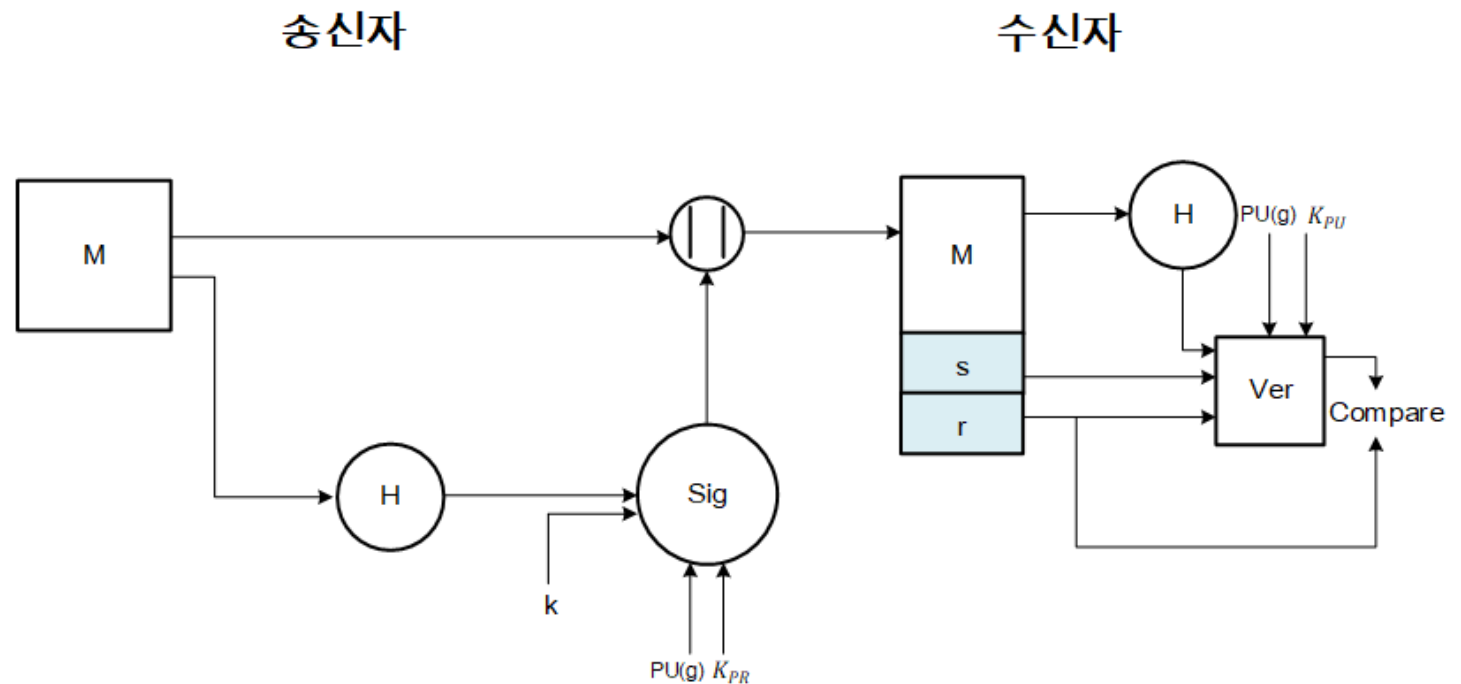 송신자
수신자
M
| |
M
H
PU(g) K_PU
s
r
Ver
Compare
H
Sig
k
PU(g) K_PR